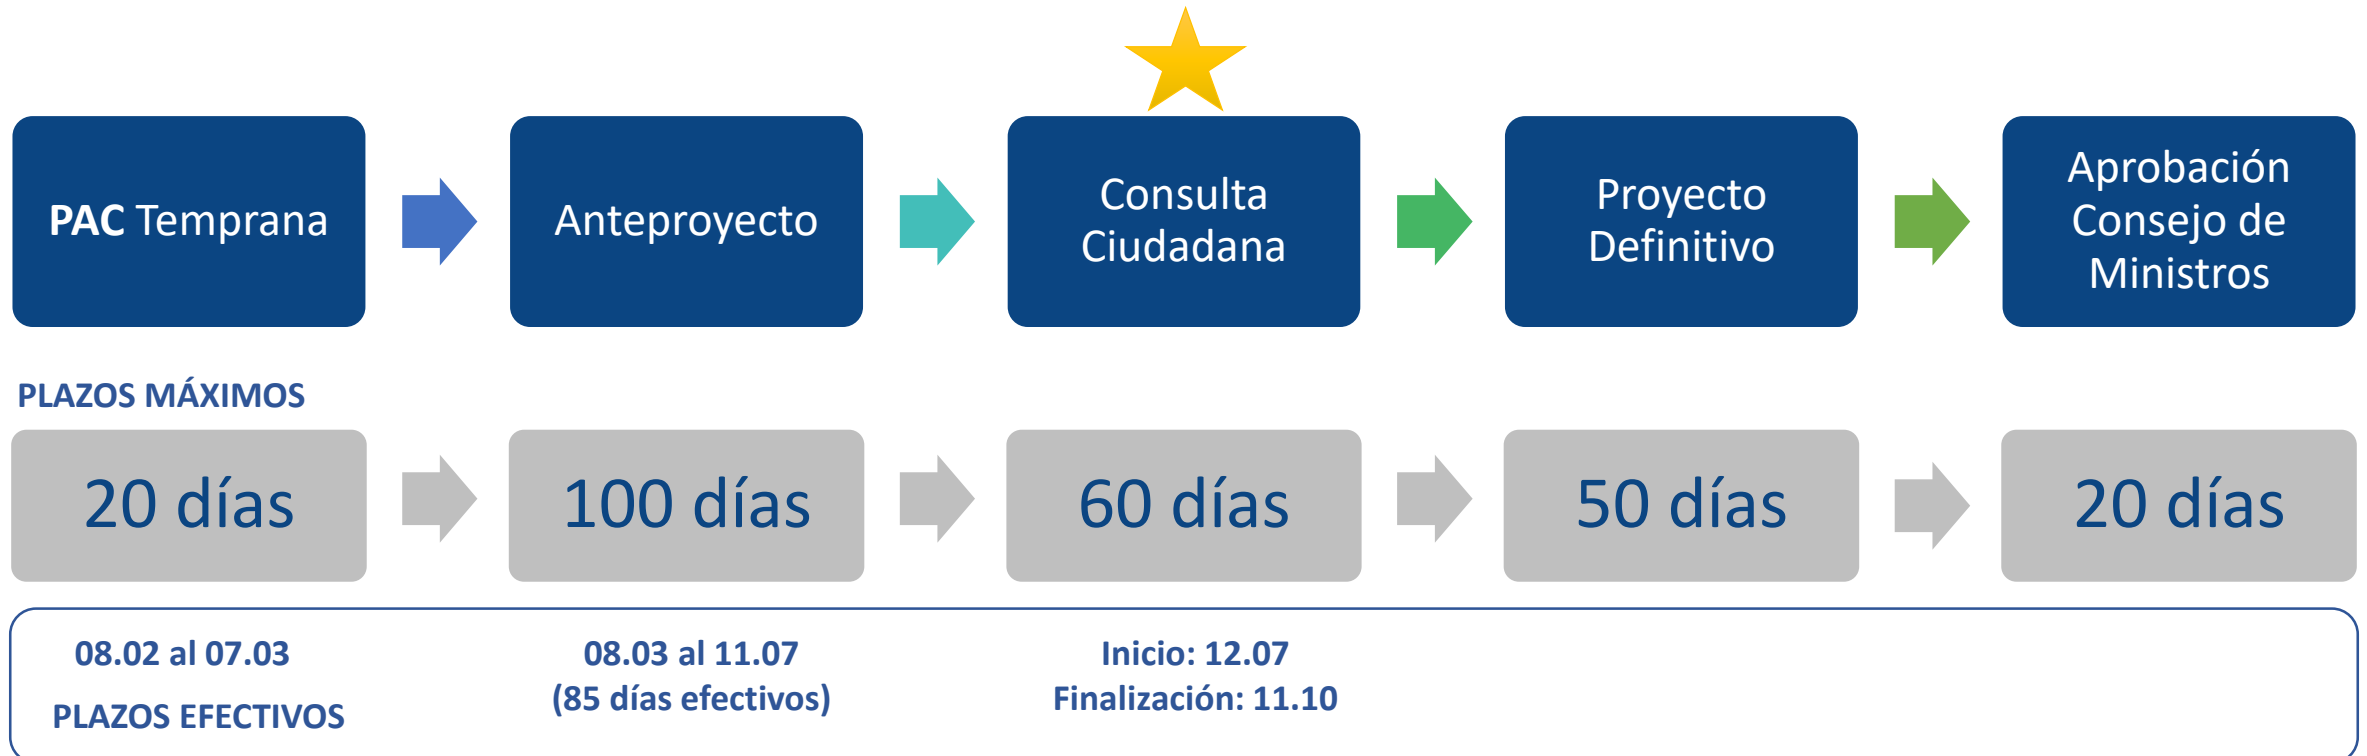 PAC Temprana
Anteproyecto
Consulta
Ciudadana
Proyecto
Definitivo
Aprobación
Consejo de
Ministros
PLAZOS MÁXIMOS
20 días
100 días
60 días
50 días
20 días
08.02 al 07.03
PLAZOS EFECTIVOS
08.03 al 11.07
(85 días efectivos)
Inicio: 12.07
Finalización: 11.10